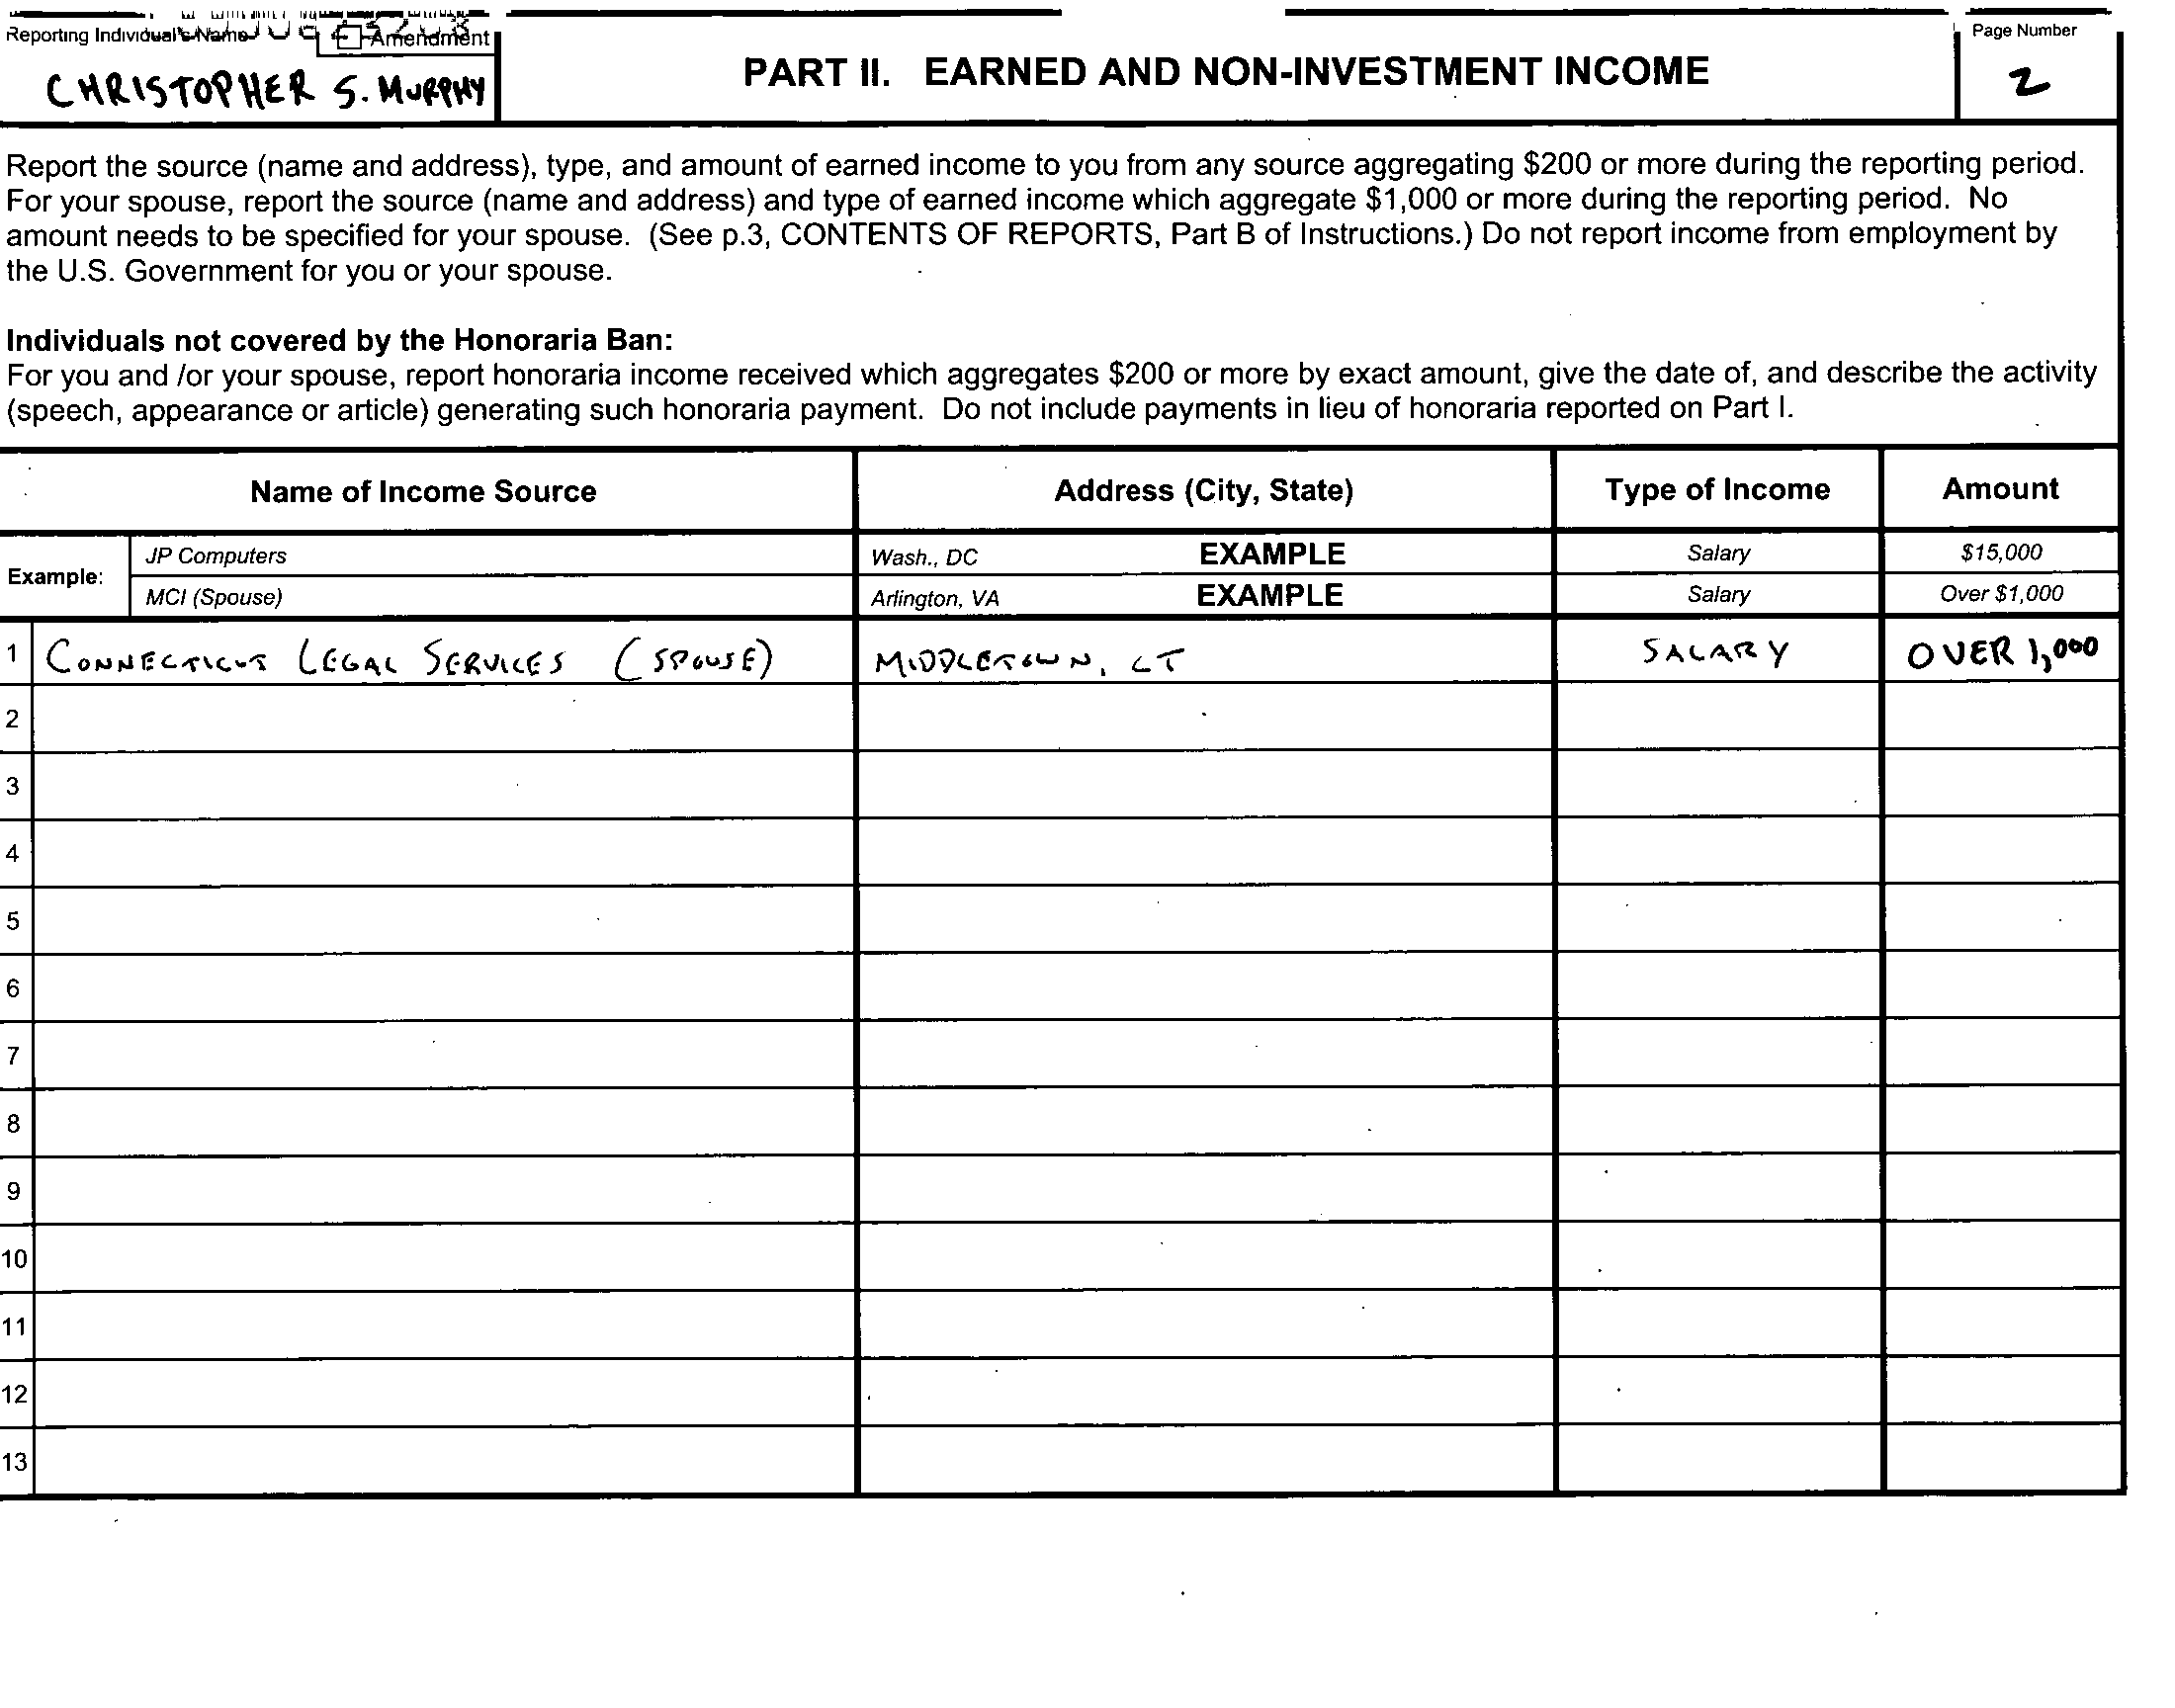 Reporting Individual's Name
Amendment
CHRISTOPHER S. MURPHY
PART II. EARNED AND NON-INVESTMENT INCOME
Page Number
2
Report the source (name and address), type, and amount of earned income to you from any source aggregating $200 or more during the reporting period.
For your spouse, report the source (name and address) and type of earned income which aggregate $1,000 or more during the reporting period. No
amount needs to be specified for your spouse. (See p.3, CONTENTS OF REPORTS, Part B of Instructions.) Do not report income from employment by
the U.S. Government for you or your spouse.
Individuals not covered by the Honoraria Ban:
For you and /or your spouse, report honoraria income received which aggregates $200 or more by exact amount, give the date of, and describe the activity
(speech, appearance or article) generating such honoraria payment. Do not include payments in lieu of honoraria reported on Part I.
Name of Income Source Address (City, State) Type of Income Amount
Example:
JP Computers Wash., DC EXAMPLE Salary $15,000
MCI (Spouse) Arlington, VA EXAMPLE Salary Over $1,000
1 CONNECTICUT LEGAL SERVICES (SPOUSE) MIDDLETOWN, CT SALARY OVER 1,000
2
3
4
5
6
7
8
9
10
11
12
13